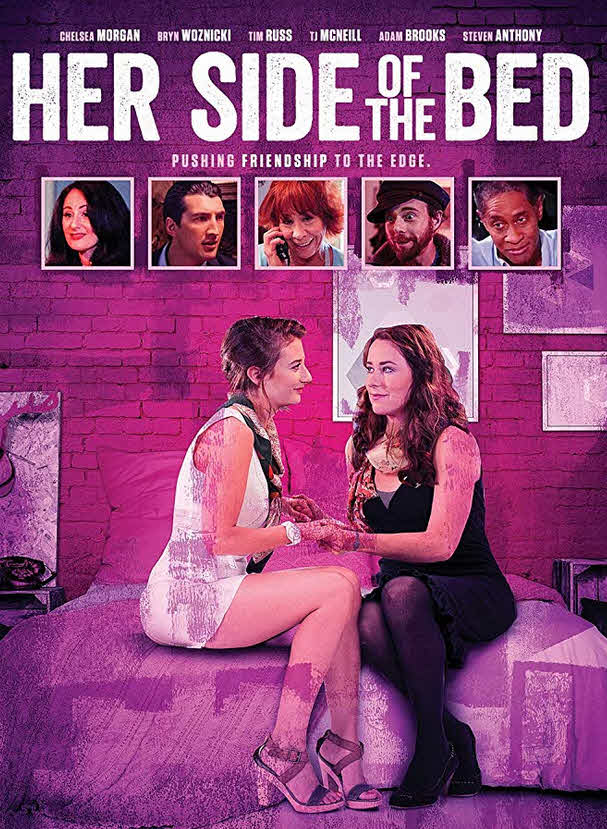 CHELSEA MORGAN BRYN WOZNICKI TIM RUSS TJ MCNEILL ADAM BROOKS STEVEN ANTHONY
HER SIDE OF THE BED
PUSHING FRIENDSHIP TO THE EDGE.